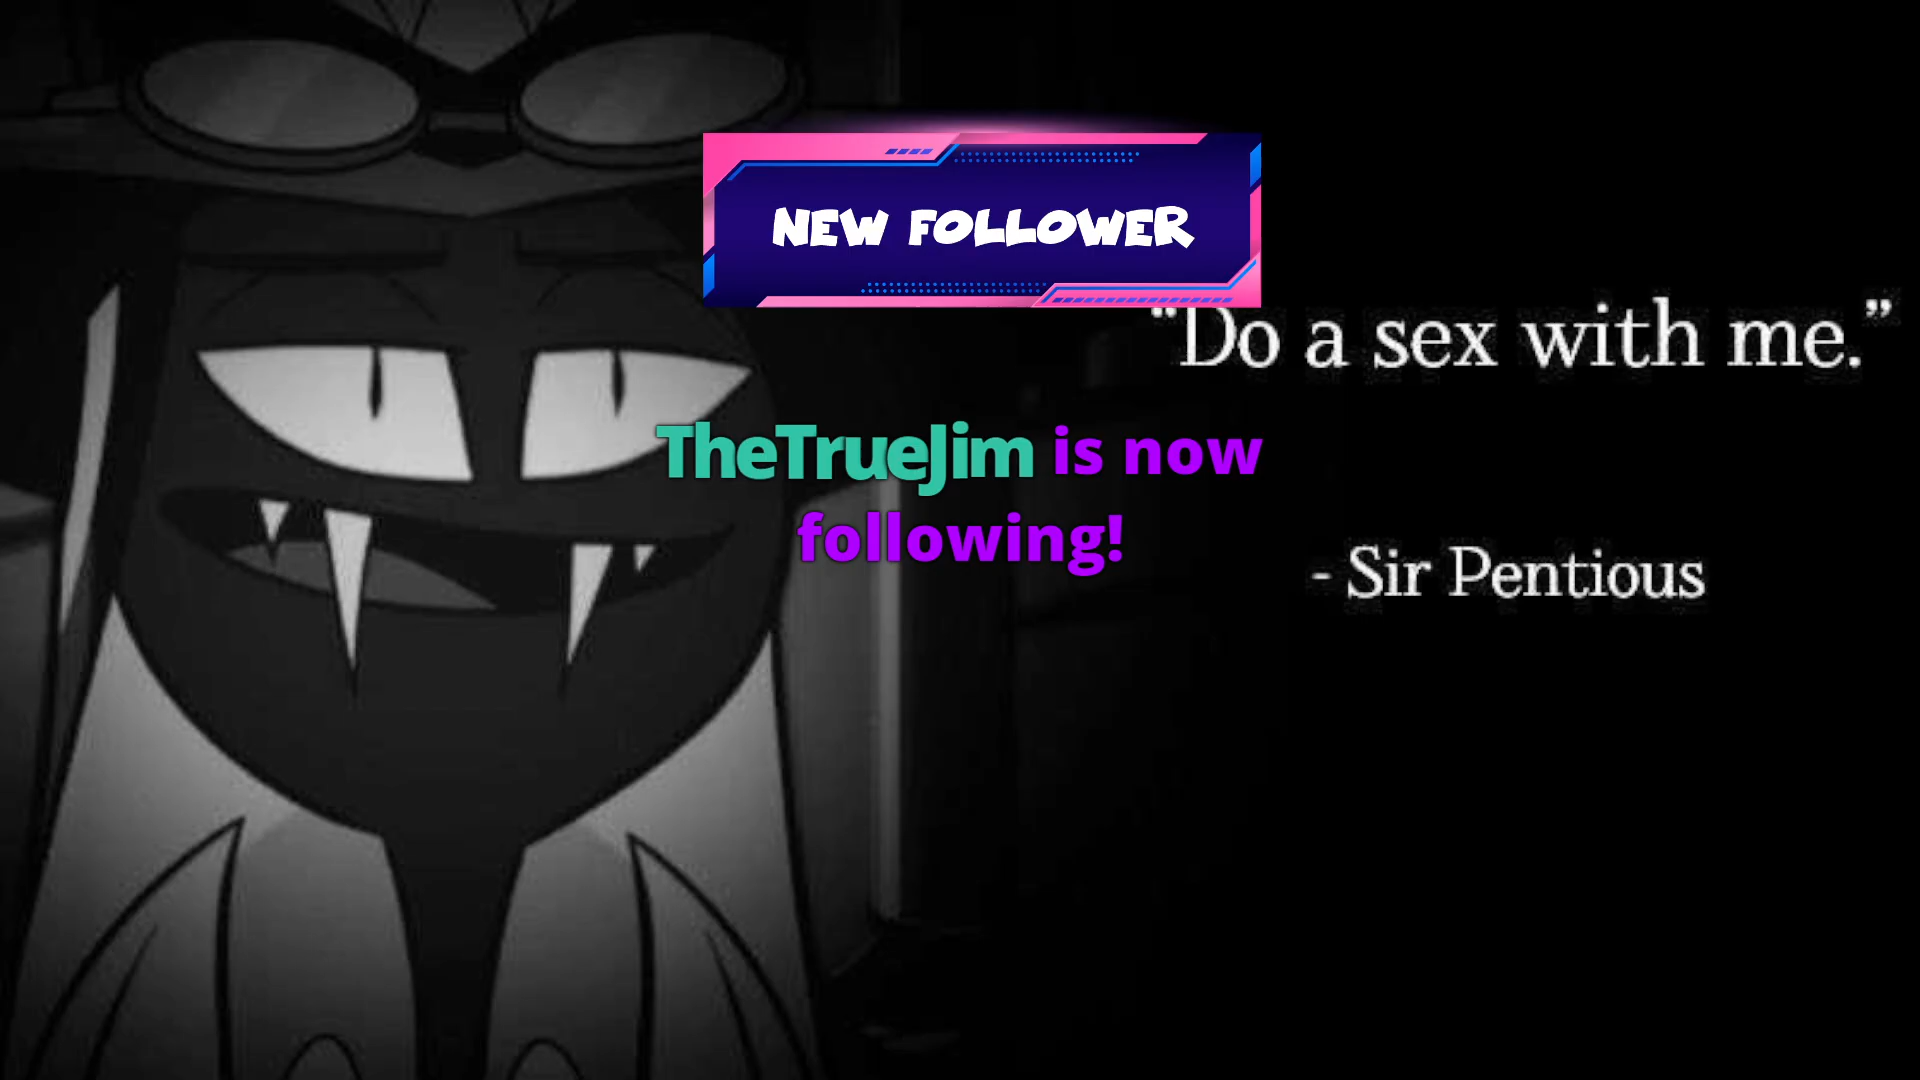 NEW FOLLOWER
"Do a sex with me."
TheTrueJim is now
following!
- Sir Pentious